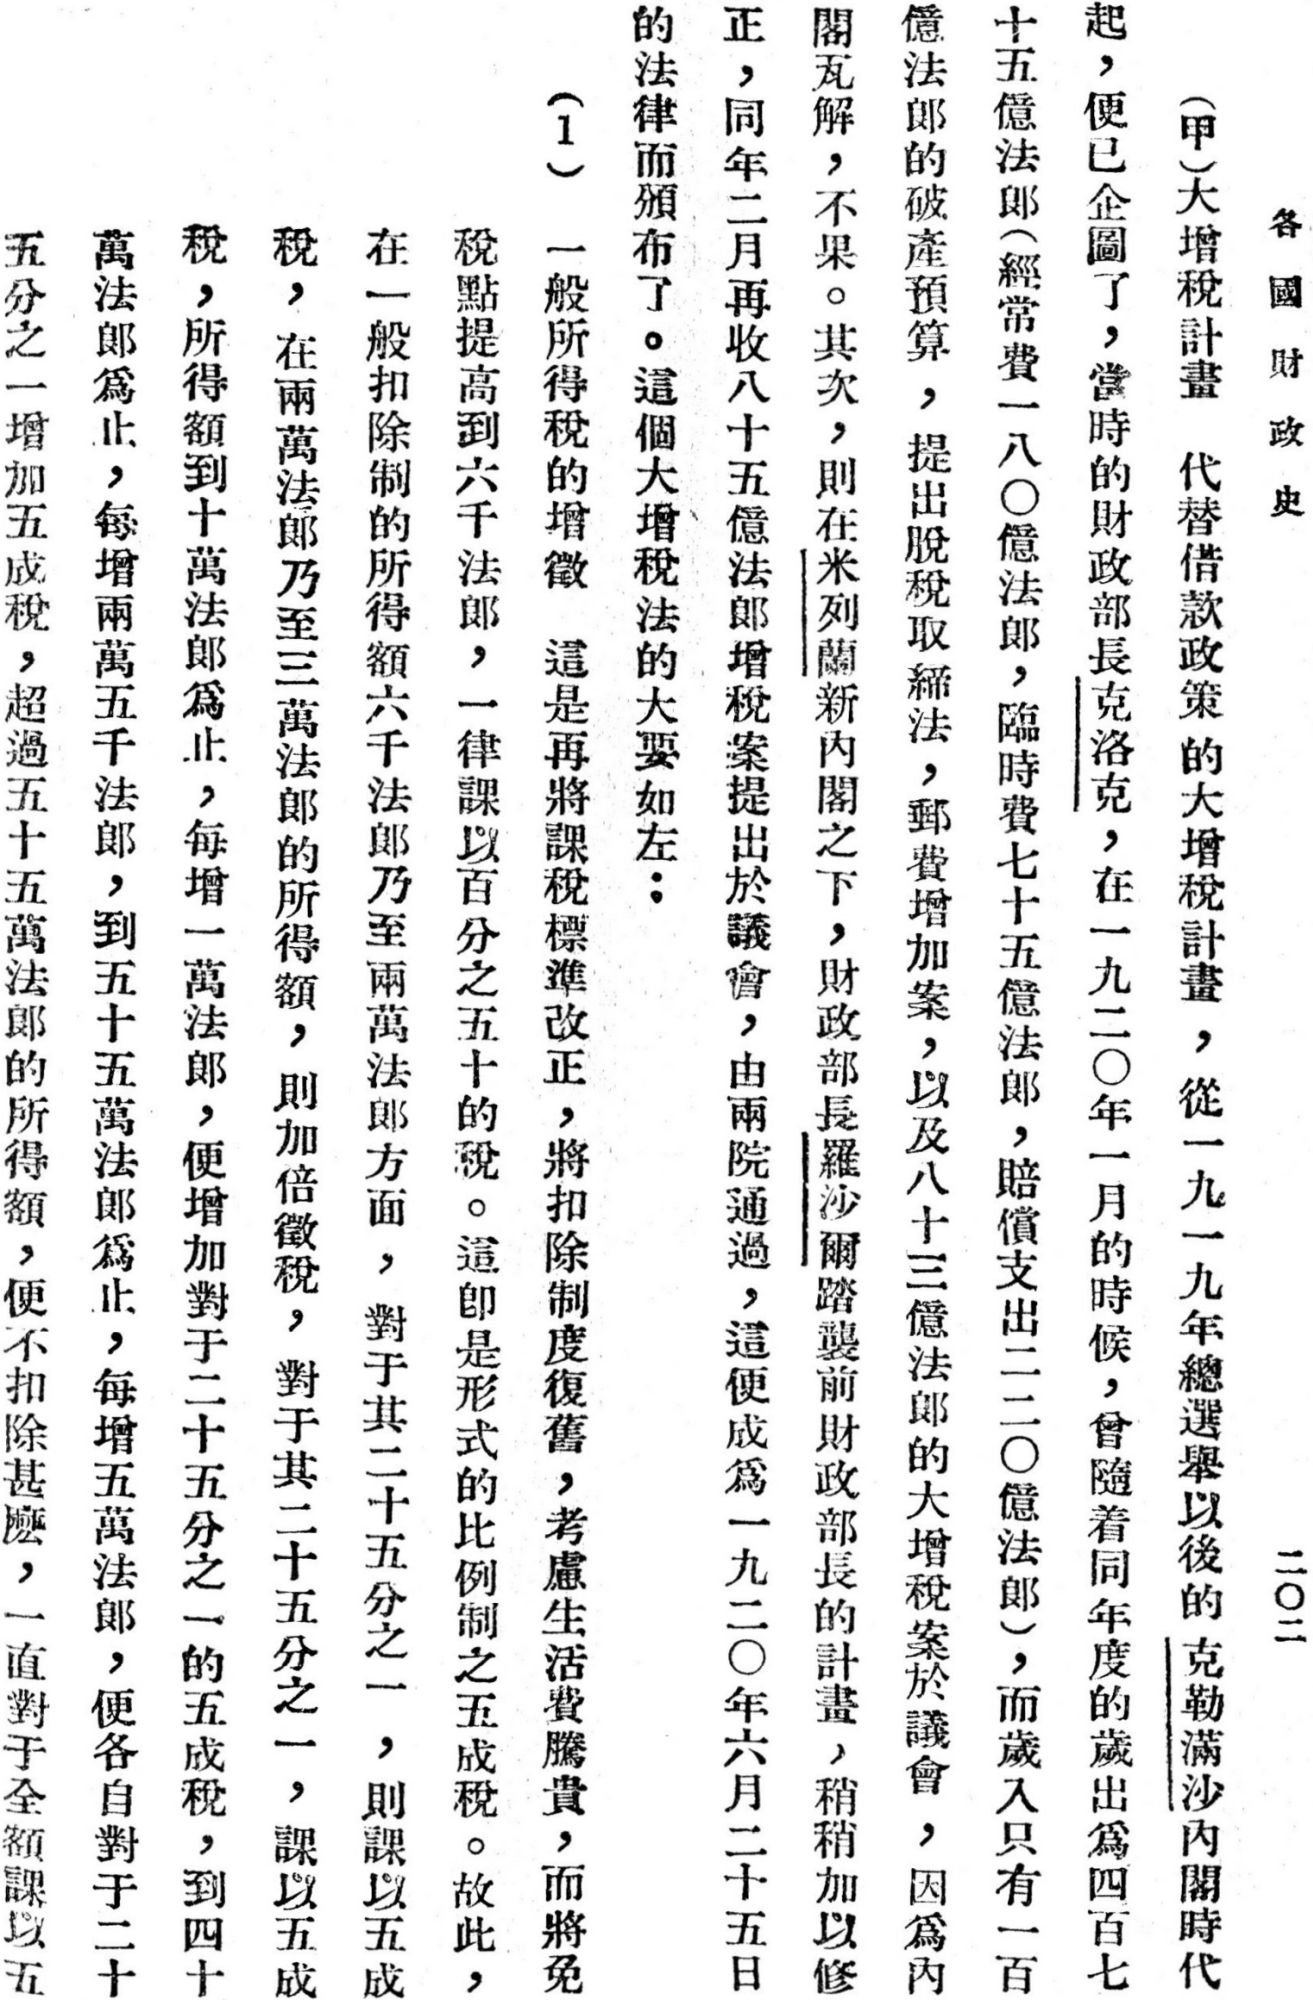 各國財政史
二〇二
(甲)大增稅計畫　代替借款政策的大增稅計畫，從一九一九年總選舉以後的克勒滿沙內閣時代
起，便已企圖了，當時的財政部長克洛克，在一九二〇年一月的時候，曾隨着同年度的歲出爲四百七
十五億法郎(經常費一八〇億法郎，臨時費七十五億法郎，賠償支出二二〇億法郎)，而歲入只有一百
億法郎的破產預算，提出脫稅取締法，郵費增加案，以及八十三億法郎的大增稅案於議會，因爲內
閣瓦解，不果。其次，則在米列蘭新內閣之下，財政部長羅沙爾踏襲前財政部長的計畫，稍稍加以修
正，同年二月再收八十五億法郎增稅案提出於議會，由兩院通過，這便成爲一九二〇年六月二十五日
的法律而頒布了。這個大增稅法的大要如左：
(1)　一般所得稅的增徵　這是再將課稅標準改正，將扣除制度復舊，考慮生活費騰貴，而將免
稅點提高到六千法郎，一律課以百分之五十的稅。這卽是形式的比例制之五成稅。故此，
在一般扣除制的所得額六千法郎乃至兩萬法郎方面，對于其二十五分之一，則課以五成
稅，在兩萬法郎乃至三萬法郎的所得額，則加倍徵稅，對于其二十五分之一，課以五成
稅，所得額到十萬法郎爲止，每增一萬法郎，便增加對于二十五分之一的五成稅，到四十
萬法郎爲止，每增兩萬五千法郎，到五十五萬法郎爲止，每增五萬法郎，便各自對于二十
五分之一增加五成稅，超過五十五萬法郎的所得額，便不扣除甚麼，一直對于全額課以五